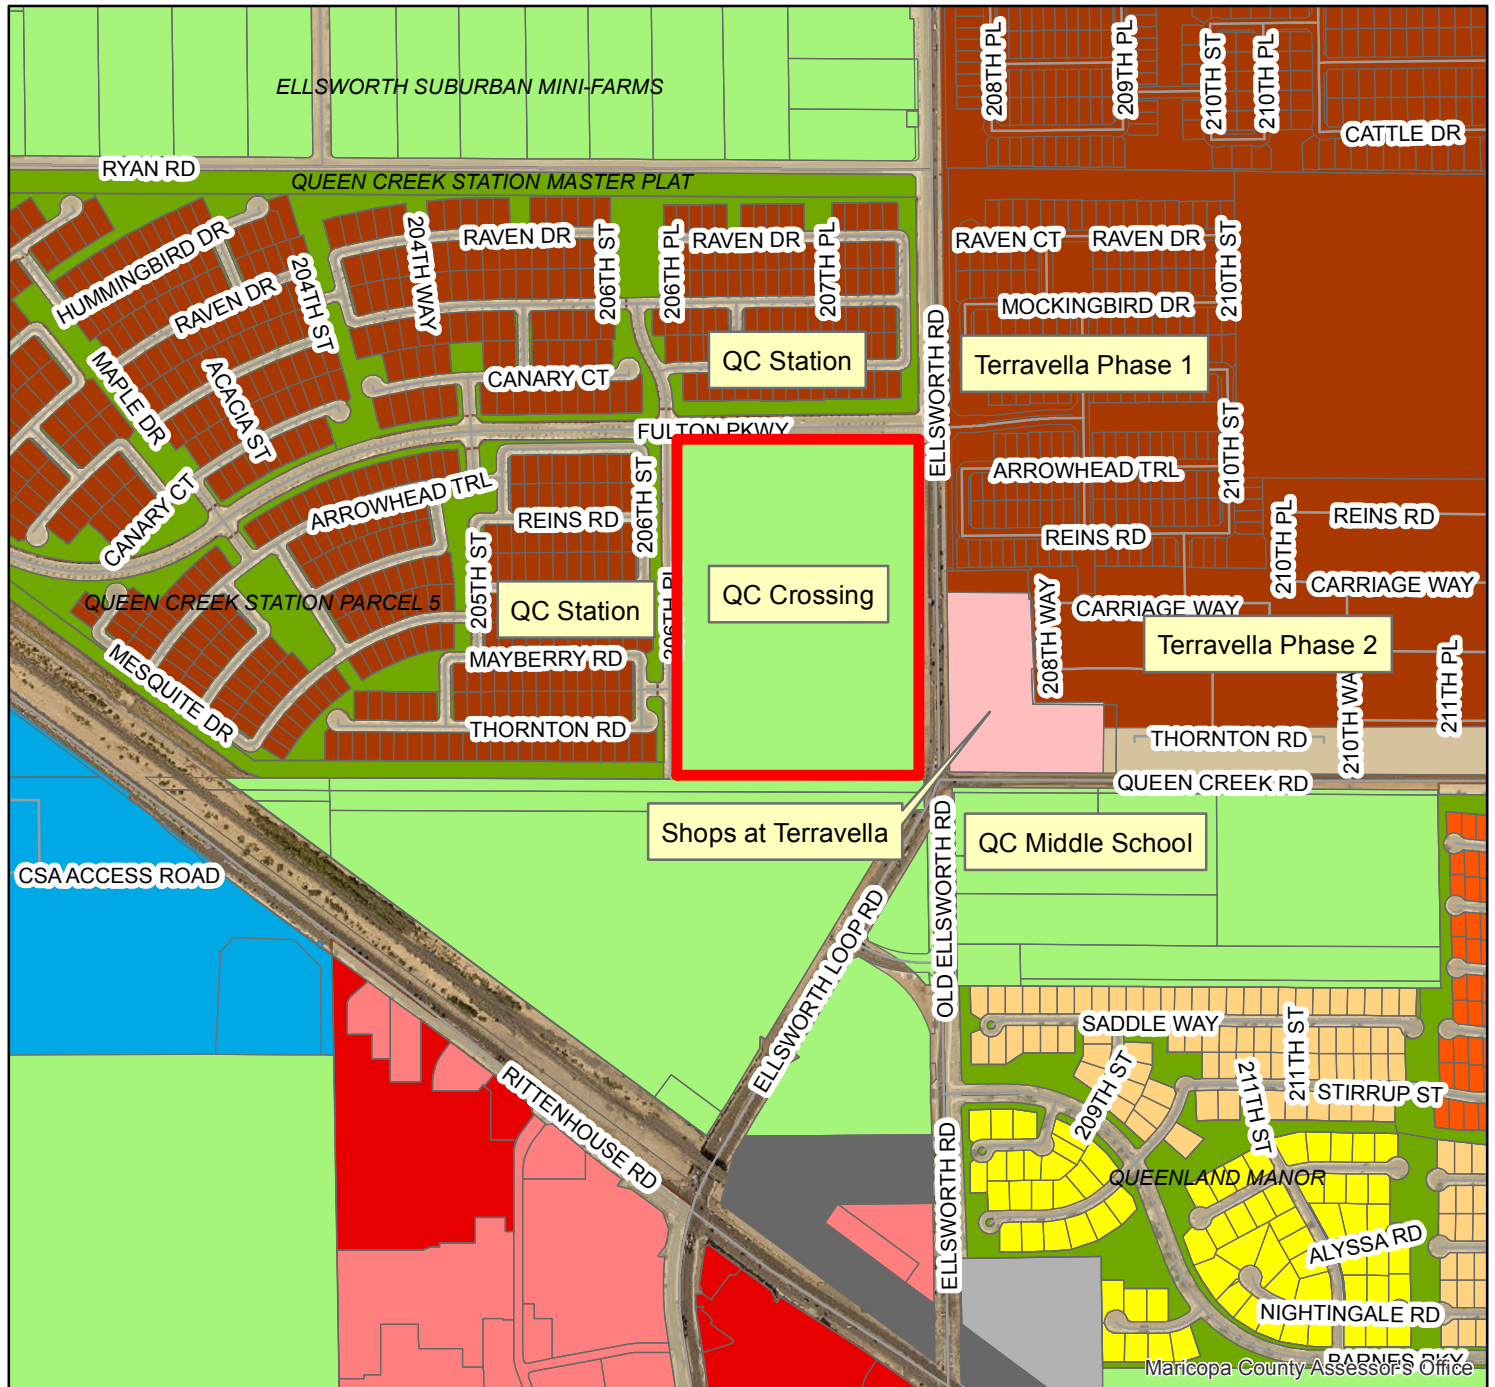 208TH PL
209TH PL
210TH ST
210TH PL
CATTLE DR
ELLSWORTH SUBURBAN MINI-FARMS
RYAN RD
QUEEN CREEK STATION MASTER PLAT
HUMMINGBIRD DR
RAVEN DR
204TH ST
204TH WAY
RAVEN DR
206TH ST
206TH PL
RAVEN DR
207TH PL
RAVEN CT
RAVEN DR
210TH ST
MOCKINGBIRD DR
ELLSWORTH RD
QC Station
Terravella Phase 1
MAPLE DR
ACACIA ST
CANARY CT
FULTON PKWY
210TH ST
ARROWHEAD TRL
CANARY CT
ARROWHEAD TRL
206TH ST
REINS RD
REINS RD
210TH PL
REINS RD
205TH ST
206TH PL
QC Crossing
QC Station
QUEEN CREEK STATION PARCEL 5
208TH WAY
CARRIAGE WAY
CARRIAGE WAY
Terravella Phase 2
MESQUITE DR
MAYBERRY RD
THORNTON RD
210TH WA
211TH PL
THORNTON RD
QUEEN CREEK RD
Shops at Terravella
OLD ELLSWORTH RD
QC Middle School
CSA ACCESS ROAD
ELLSWORTH LOOP RD
SADDLE WAY
211TH ST
209TH ST
211TH ST
STIRRUP ST
RITTENHOUSE RD
ELLSWORTH RD
QUEENLAND MANOR
ALYSSA RD
NIGHTINGALE RD
BARNES PKY
Maricopa County Assessor's Office